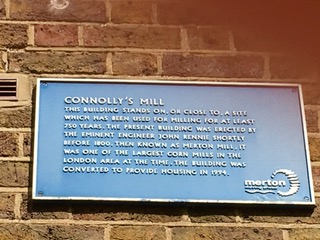 CONNOLLY'S MILL
THIS BUILDING STANDS ON, OR CLOSE TO, A SITE
WHICH HAS BEEN USED FOR MILLING FOR AT LEAST
750 YEARS. THE PRESENT BUILDING WAS ERECTED BY
THE EMINENT ENGINEER JOHN RENNIE SHORTLY
BEFORE 1800. THEN KNOWN AS MERTON MILL, IT
WAS ONE OF THE LARGEST CORN MILLS IN THE
LONDON AREA AT THE TIME. THE BUILDING WAS
CONVERTED TO PROVIDE HOUSING IN 1994.
merton